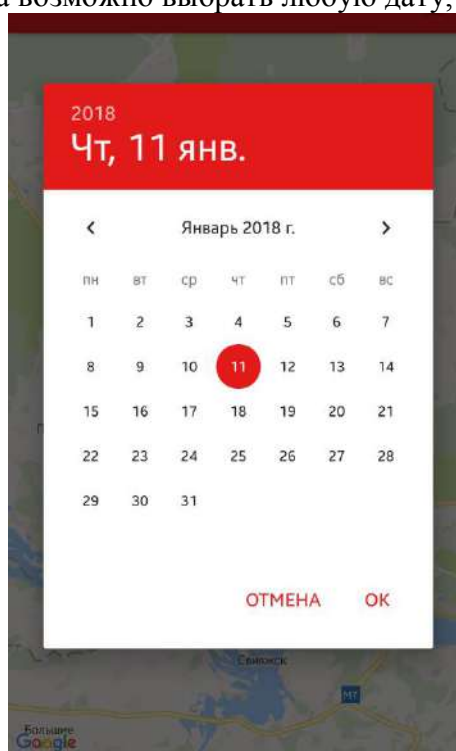 а возможно выбрать любую дату,
2018
Чт, 11 янв.
Январь 2018 г.
пн вт ср чт пт сб вс
1 2 3 4 5 6 7
8 9 10 11 12 13 14
15 16 17 18 19 20 21
22 23 24 25 26 27 28
29 30 31
ОТМЕНА ОК
Свияжск
М7
Google